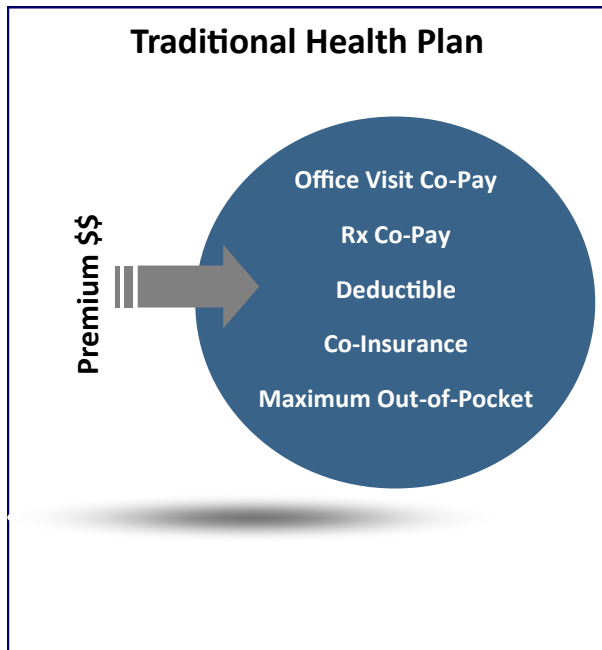 Traditional Health Plan
Premium $$
Office Visit Co-Pay
Rx Co-Pay
Deductible
Co-Insurance
Maximum Out-of-Pocket